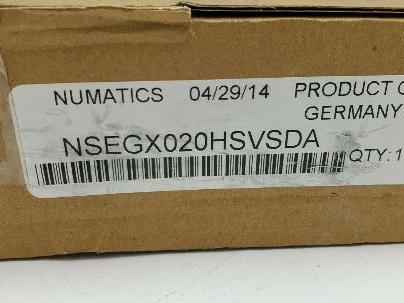 NUMATICS 04/29/14 PRODUCT
GERMANY
NSEGX020HSVSDA
QTY: 1